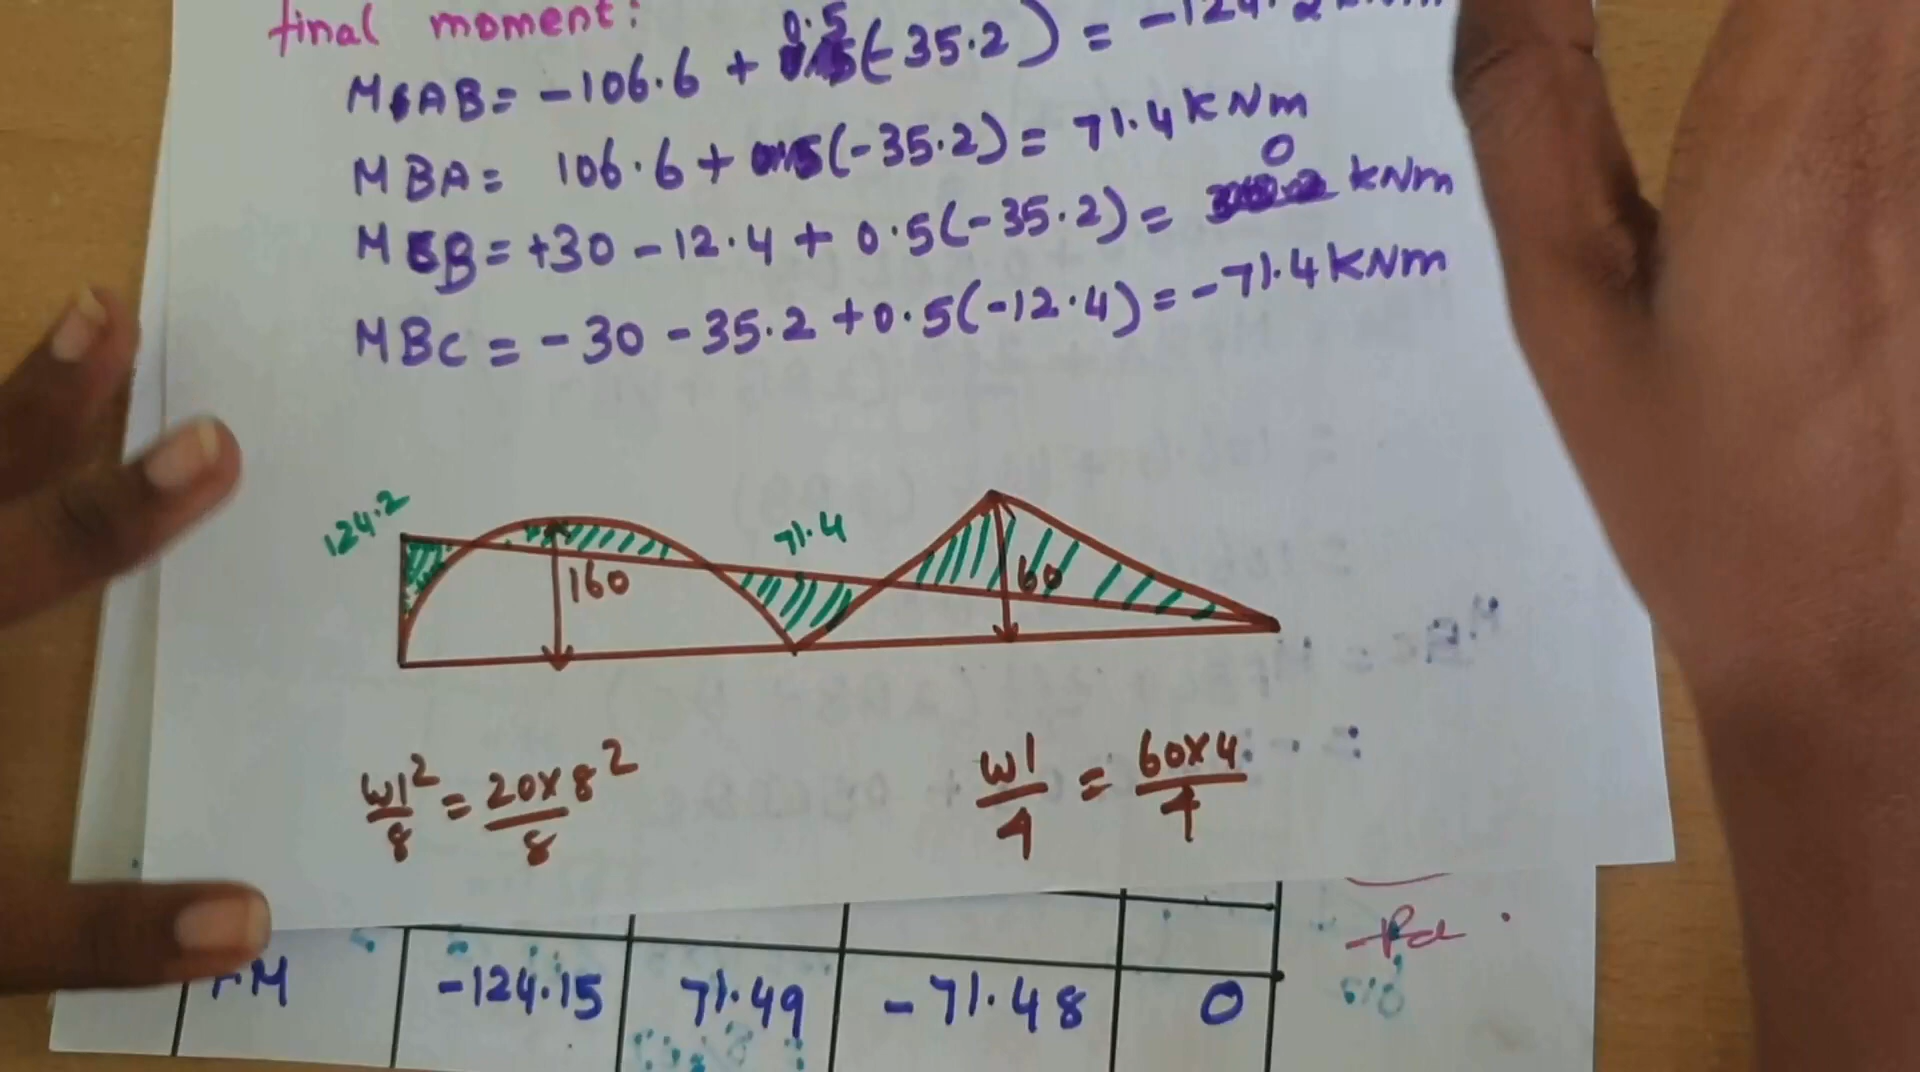 final moment:
MAB = -106.6 + 0.5(-35.2) = -124.2
MBA = 106.6 + (-35.2) = 71.4 kNm
MCB = +30 - 12.4 + 0.5(-35.2) = 0 kNm
MBC = -30 - 35.2 + 0.5(-12.4) = -71.4 kNm
124.2
71.4
160
60
wl²/8 = 20×8²/8
wl/4 = 60×4/4
-124.15 71.49 -71.48 0